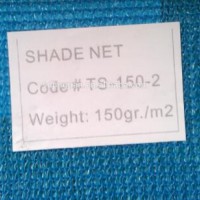 SHADE NET
Code # TS-150-2
Weight: 150gr./m2